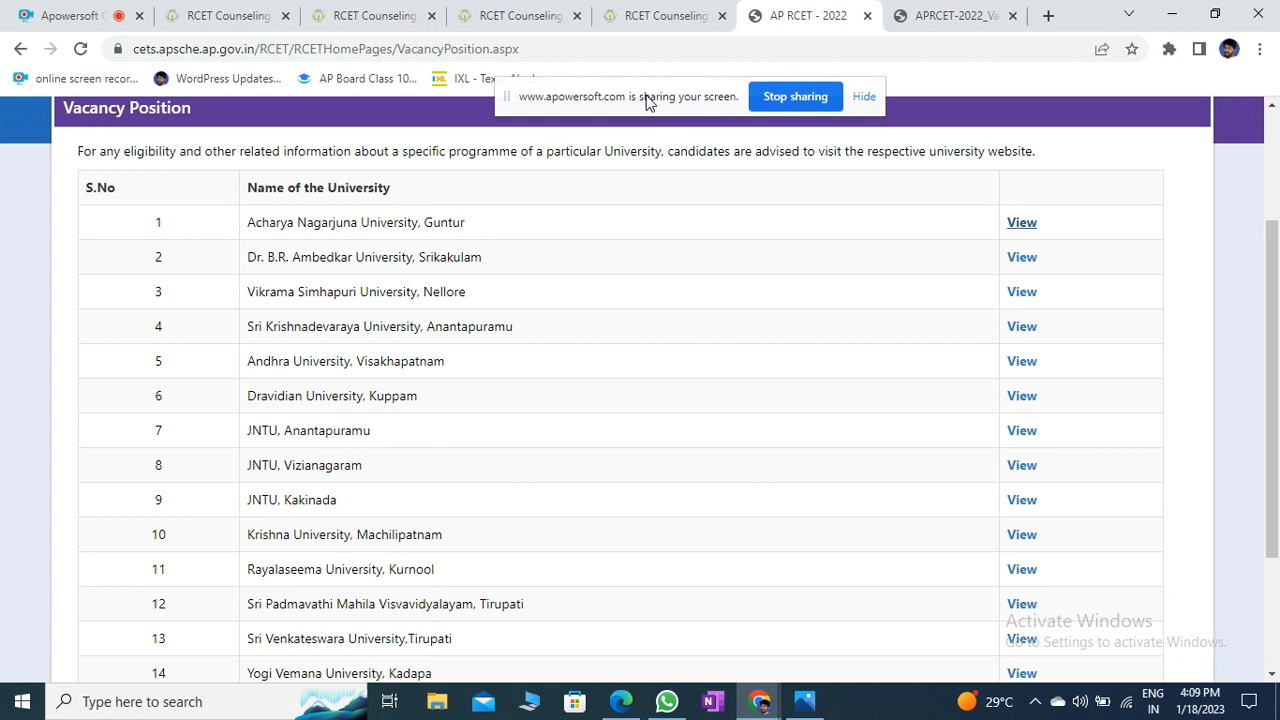 Apowersoft C
RCET Counseling
RCET Counseling
RCET Counseling
RCET Counseling
AP RCET - 2022
APRCET-2022_Va
cets.apsche.ap.gov.in/RCET/RCETHomePages/VacancyPosition.aspx
online screen recor...
WordPress Updates...
AP Board Class 10...
IXL - Tex
www.apowersoft.com is sharing your screen.
Stop sharing
Hide
Vacancy Position
For any eligibility and other related information about a specific programme of a particular University, candidates are advised to visit the respective university website.
S.No Name of the University
1 Acharya Nagarjuna University, Guntur View
2 Dr. B.R. Ambedkar University, Srikakulam View
3 Vikrama Simhapuri University, Nellore View
4 Sri Krishnadevaraya University, Anantapuramu View
5 Andhra University, Visakhapatnam View
6 Dravidian University, Kuppam View
7 JNTU, Anantapuramu View
8 JNTU, Vizianagaram View
9 JNTU, Kakinada View
10 Krishna University, Machilipatnam View
11 Rayalaseema University, Kurnool View
12 Sri Padmavathi Mahila Visvavidyalayam, Tirupati View
Activate Windows
13 Sri Venkateswara University,Tirupati View
Go to Settings to activate Windows.
14 Yogi Vemana University, Kadapa View
Type here to search
29°C
ENG
IN
4:09 PM
1/18/2023